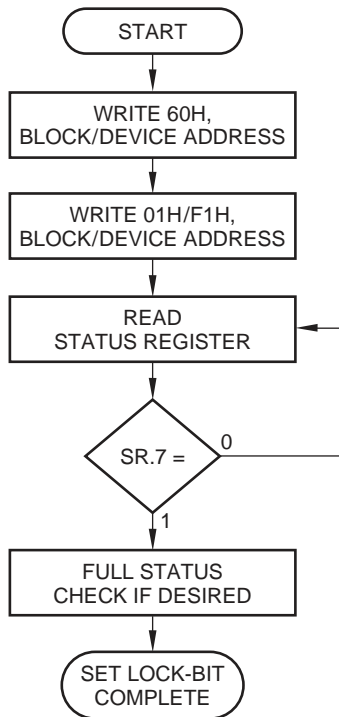 START
WRITE 60H,
BLOCK/DEVICE ADDRESS
WRITE 01H/F1H,
BLOCK/DEVICE ADDRESS
READ
STATUS REGISTER
SR.7 =
0
1
FULL STATUS
CHECK IF DESIRED
SET LOCK-BIT
COMPLETE